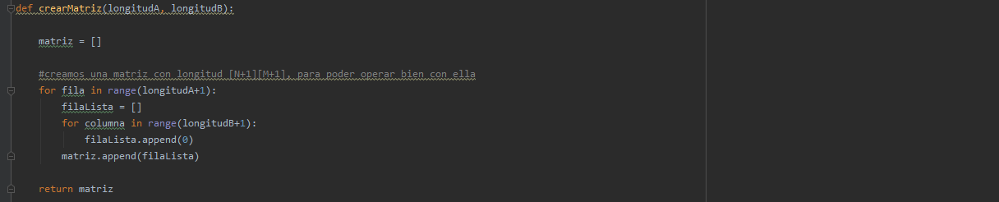 def crearMatriz(longitudA, longitudB):
matriz = []
#creamos una matriz con longitud [N+1][M+1], para poder operar bien con ella
for fila in range(longitudA+1):
filaLista = []
for columna in range(longitudB+1):
filaLista.append(0)
matriz.append(filaLista)
return matriz